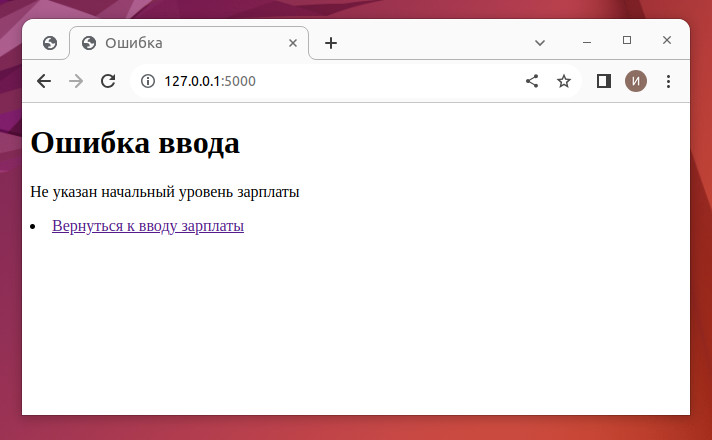 Ошибка
127.0.0.1:5000
И
Ошибка ввода
Не указан начальный уровень зарплаты
Вернуться к вводу зарплаты